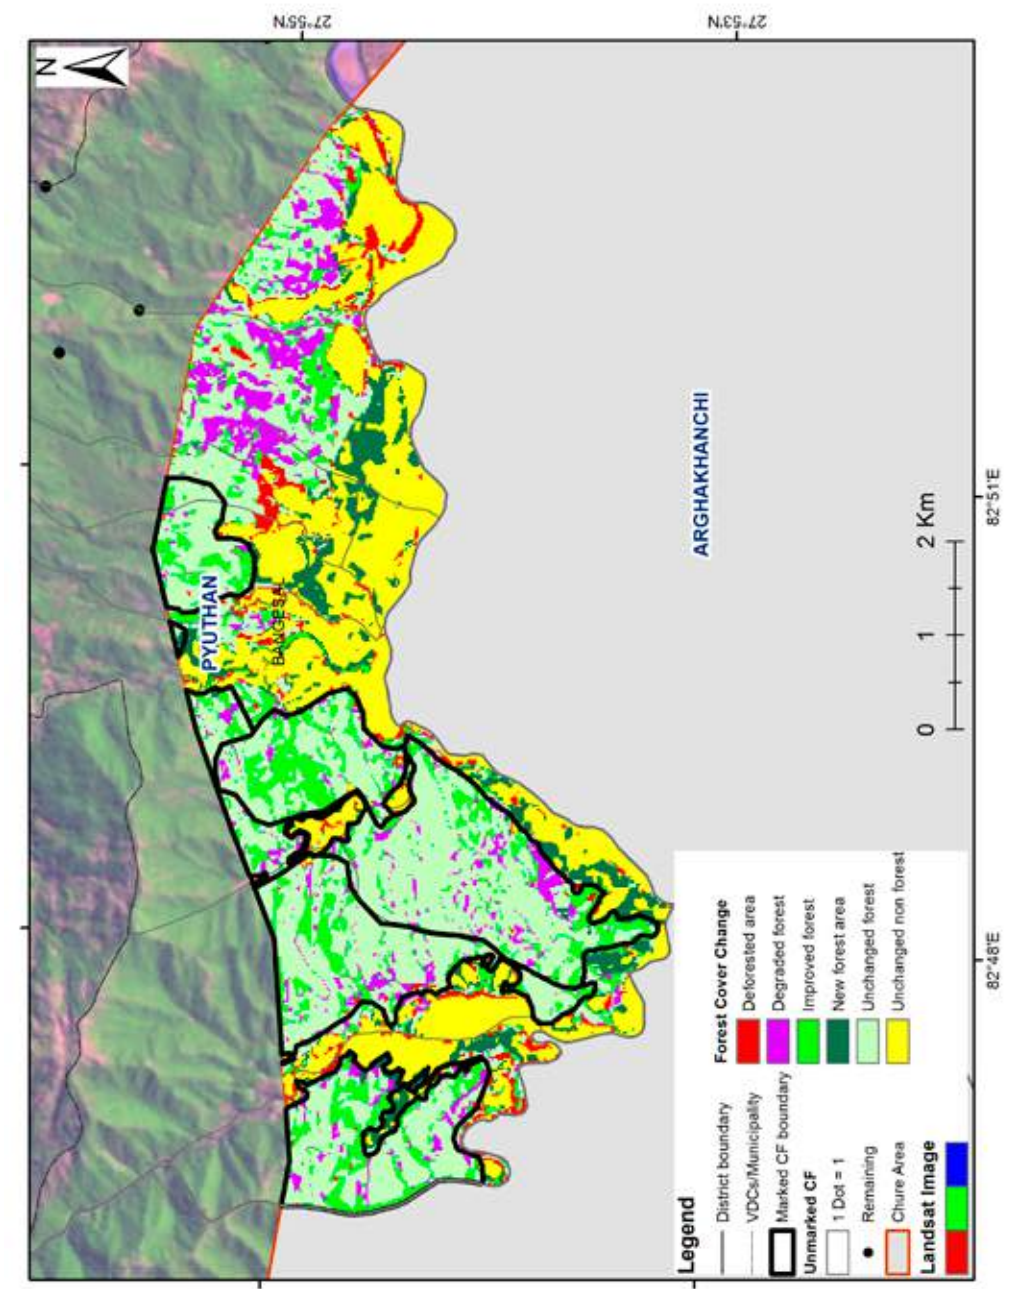 N
27°55'N
27°53'N
PYUTHAN
BANGESAL
ARGHAKHANCHI
82°48'E
82°51'E
0 1 2 Km
Legend
District boundary
VDCs/Municipality
Marked CF boundary
Unmarked CF
1 Dot = 1
Remaining
Chure Area
Landsat Image
Forest Cover Change
Deforested area
Degraded forest
Improved forest
New forest area
Unchanged forest
Unchanged non forest